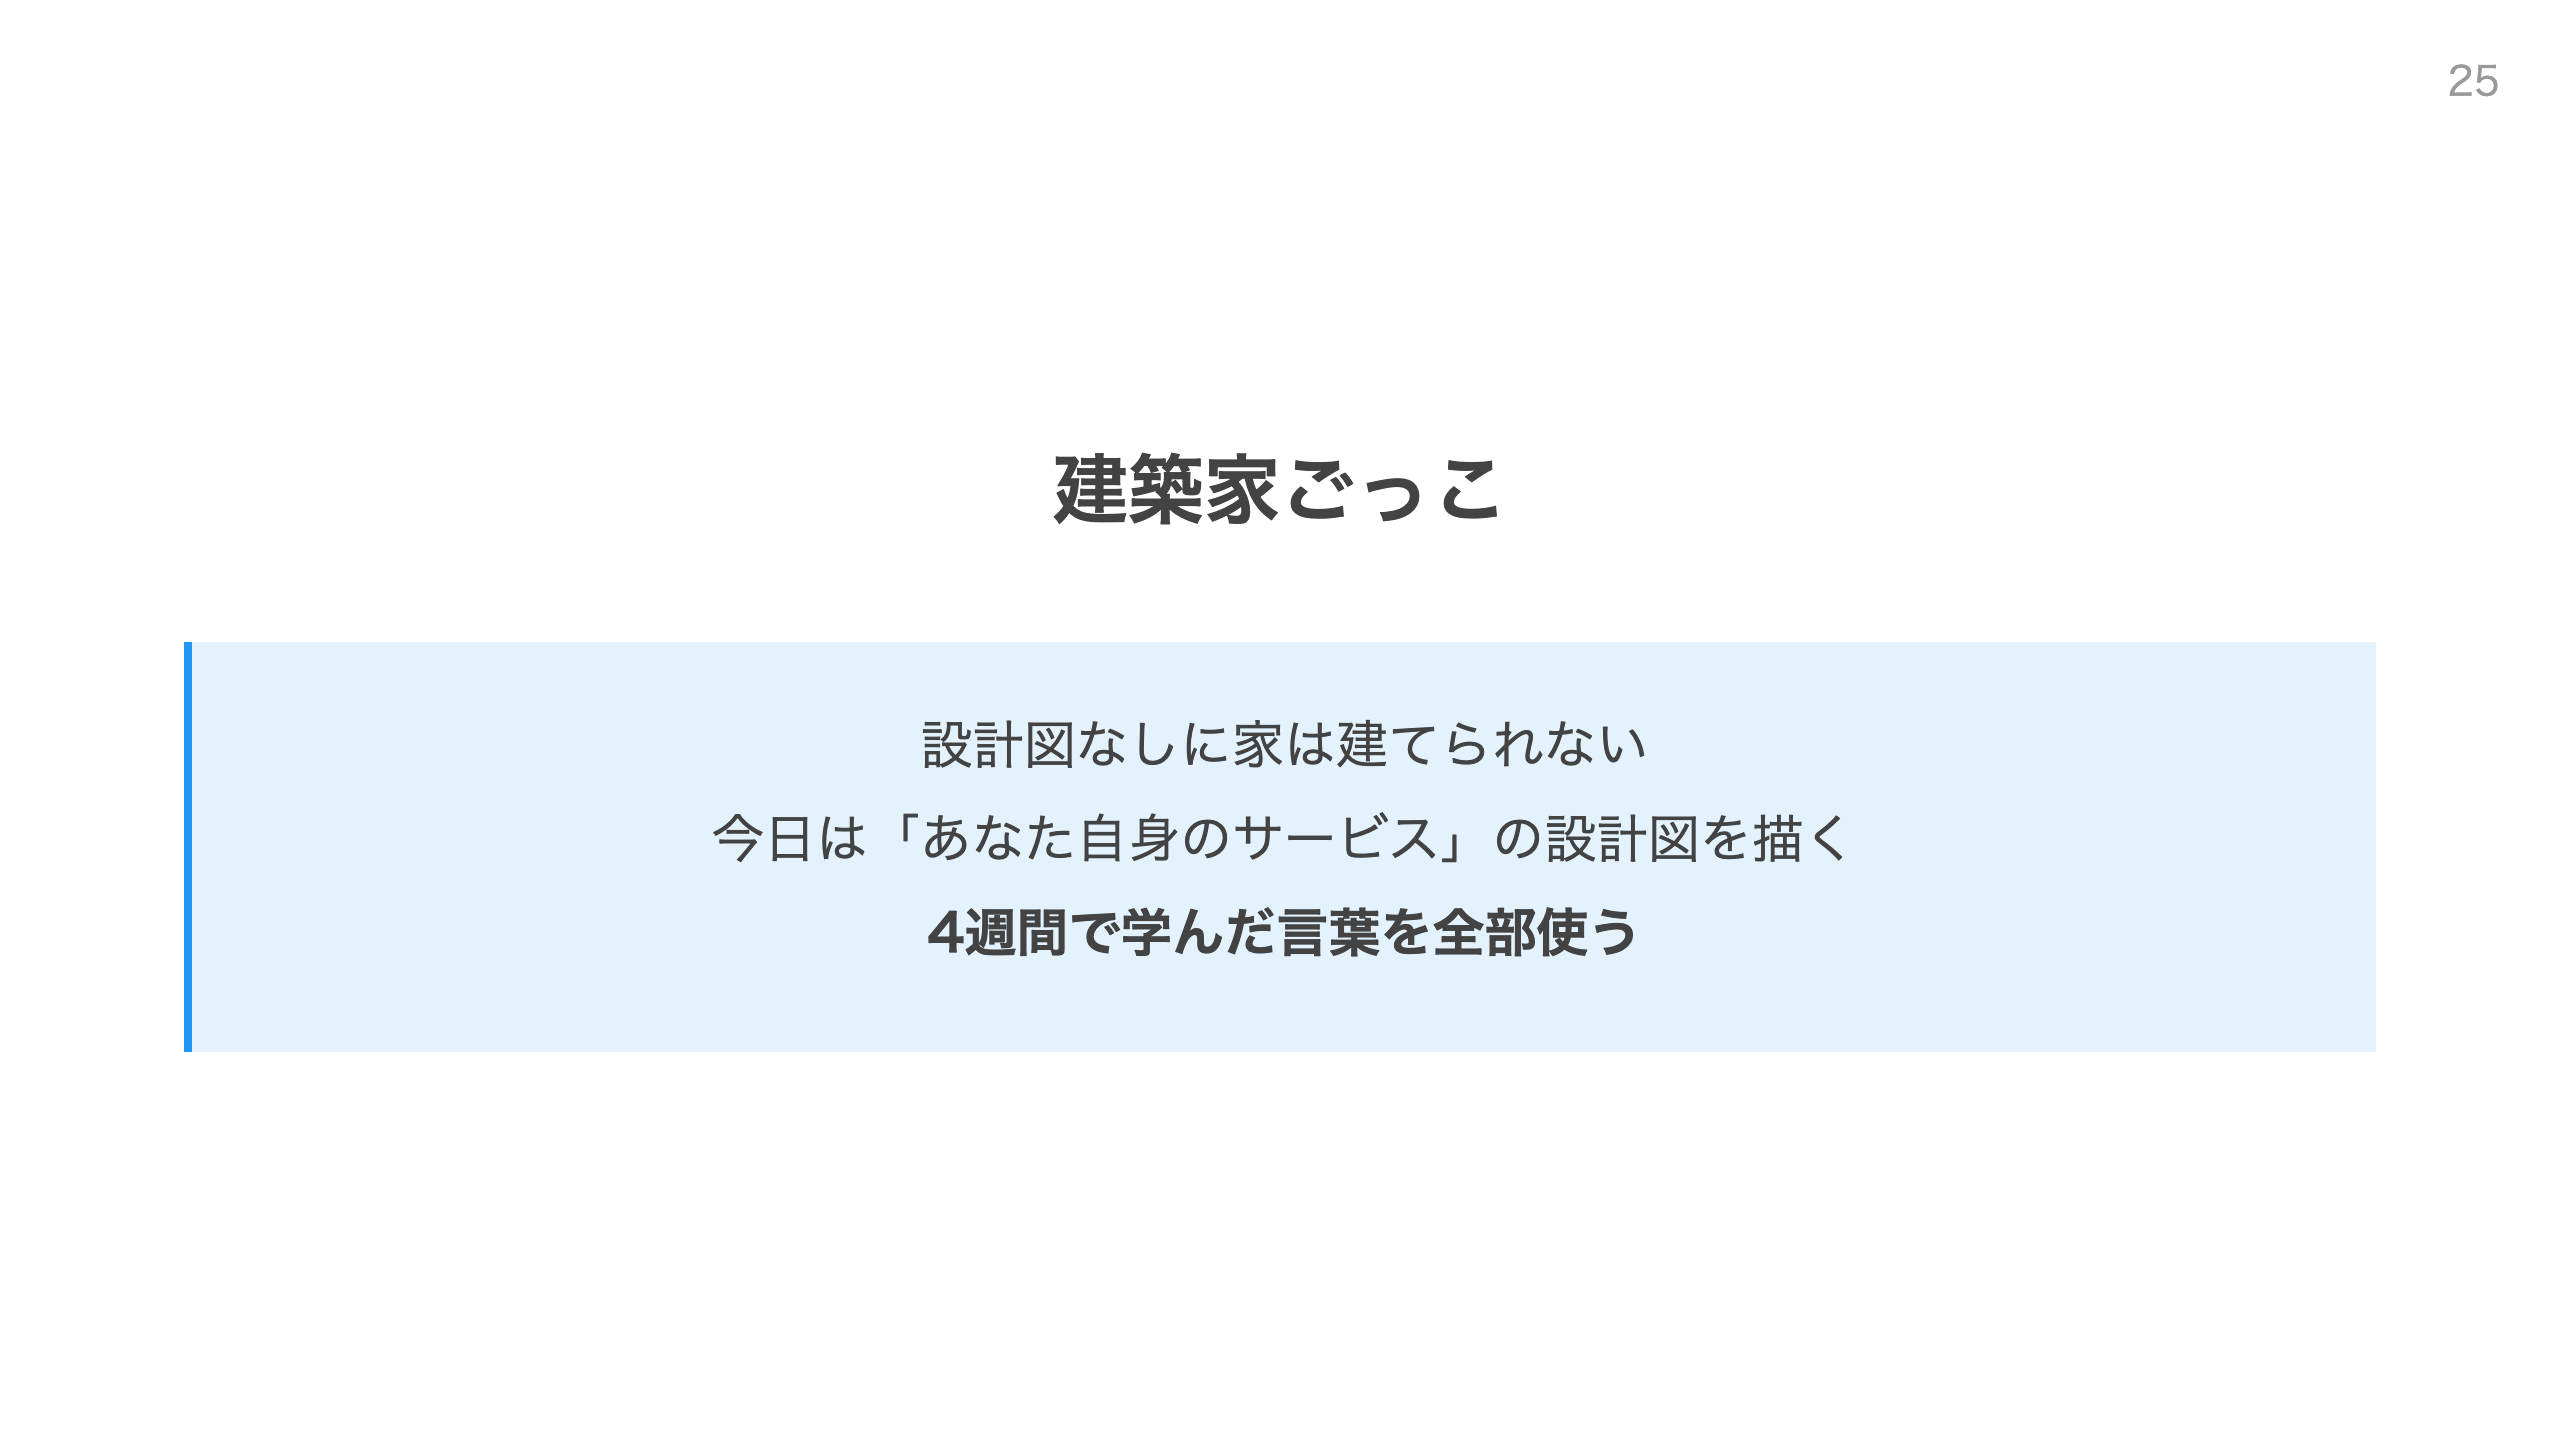 25
建築家ごっこ
設計図なしに家は建てられない
今日は「あなた自身のサービス」の設計図を描く
4週間で学んだ言葉を全部使う